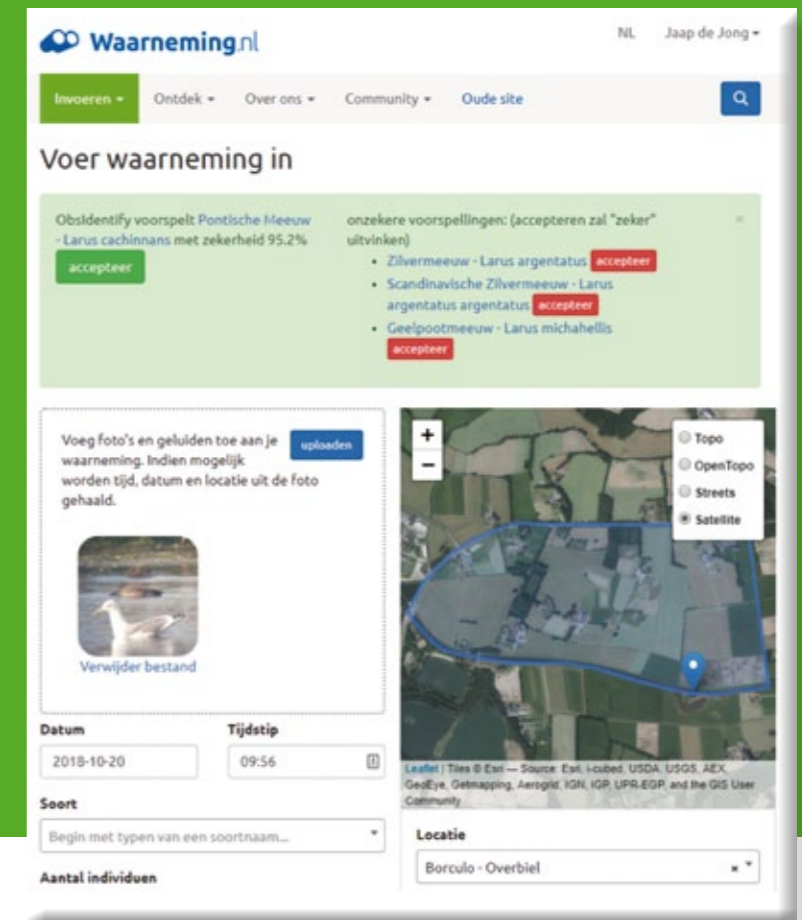 Waarneming.nl
NL Jaap de Jong
Invoeren Ontdek Over ons Community Oude site
Voer waarneming in
ObsIdentify voorspelt Pontische Meeuw
- Larus cachinnans met zekerheid 95.2%
accepteer
onzekere voorspellingen: (accepteren zal "zeker"
uitvinken)
• Zilvermeeuw - Larus argentatus accepteer
• Scandinavische Zilvermeeuw - Larus
argentatus argentatus accepteer
• Geelpootmeeuw - Larus michahellis
accepteer
×
Voeg foto's en geluiden toe aan je
waarneming. Indien mogelijk
worden tijd, datum en locatie uit de foto
gehaald.
uploaden
Verwijder bestand
+
−
Topo
OpenTopo
Streets
Satellite
Leaflet | Tiles © Esri — Source: Esri, i-cubed, USDA, USGS, AEX,
GeoEye, Getmapping, Aerogrid, IGN, IGP, UPR-EGP, and the GIS User
Community
Datum Tijdstip
2018-10-20 09:56
Soort
Begin met typen van een soortnaam...
Aantal individuen
Locatie
Borculo - Overbiel ×